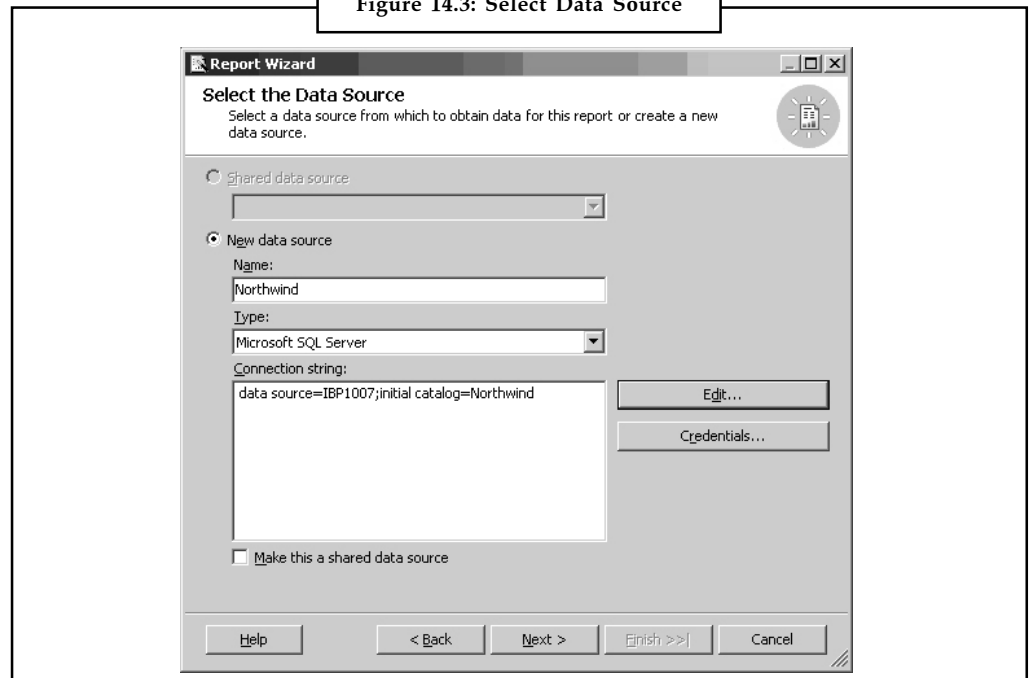 Figure 14.3: Select Data Source
Report Wizard
Select the Data Source
Select a data source from which to obtain data for this report or create a new
data source.
Shared data source
New data source
Name:
Northwind
Type:
Microsoft SQL Server
Connection string:
data source=IBP1007;initial catalog=Northwind
Edit...
Credentials...
Make this a shared data source
Help
< Back
Next >
Finish >>|
Cancel